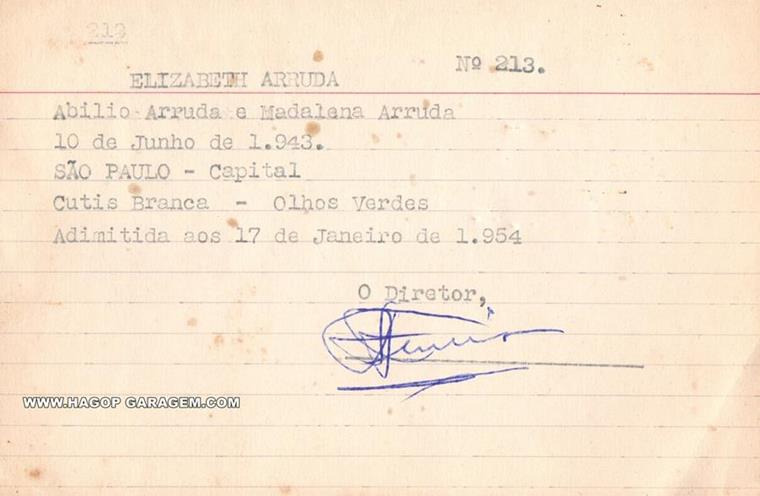 213
Nº 213.
ELIZABETH ARRUDA
Abilio Arruda e Madalena Arruda
10 de Junho de 1.943.
SÃO PAULO - Capital
Cutis Branca - Olhos Verdes
Adimitida aos 17 de Janeiro de 1.954
O Diretor,
WWW.HAGOP GARAGEM.COM